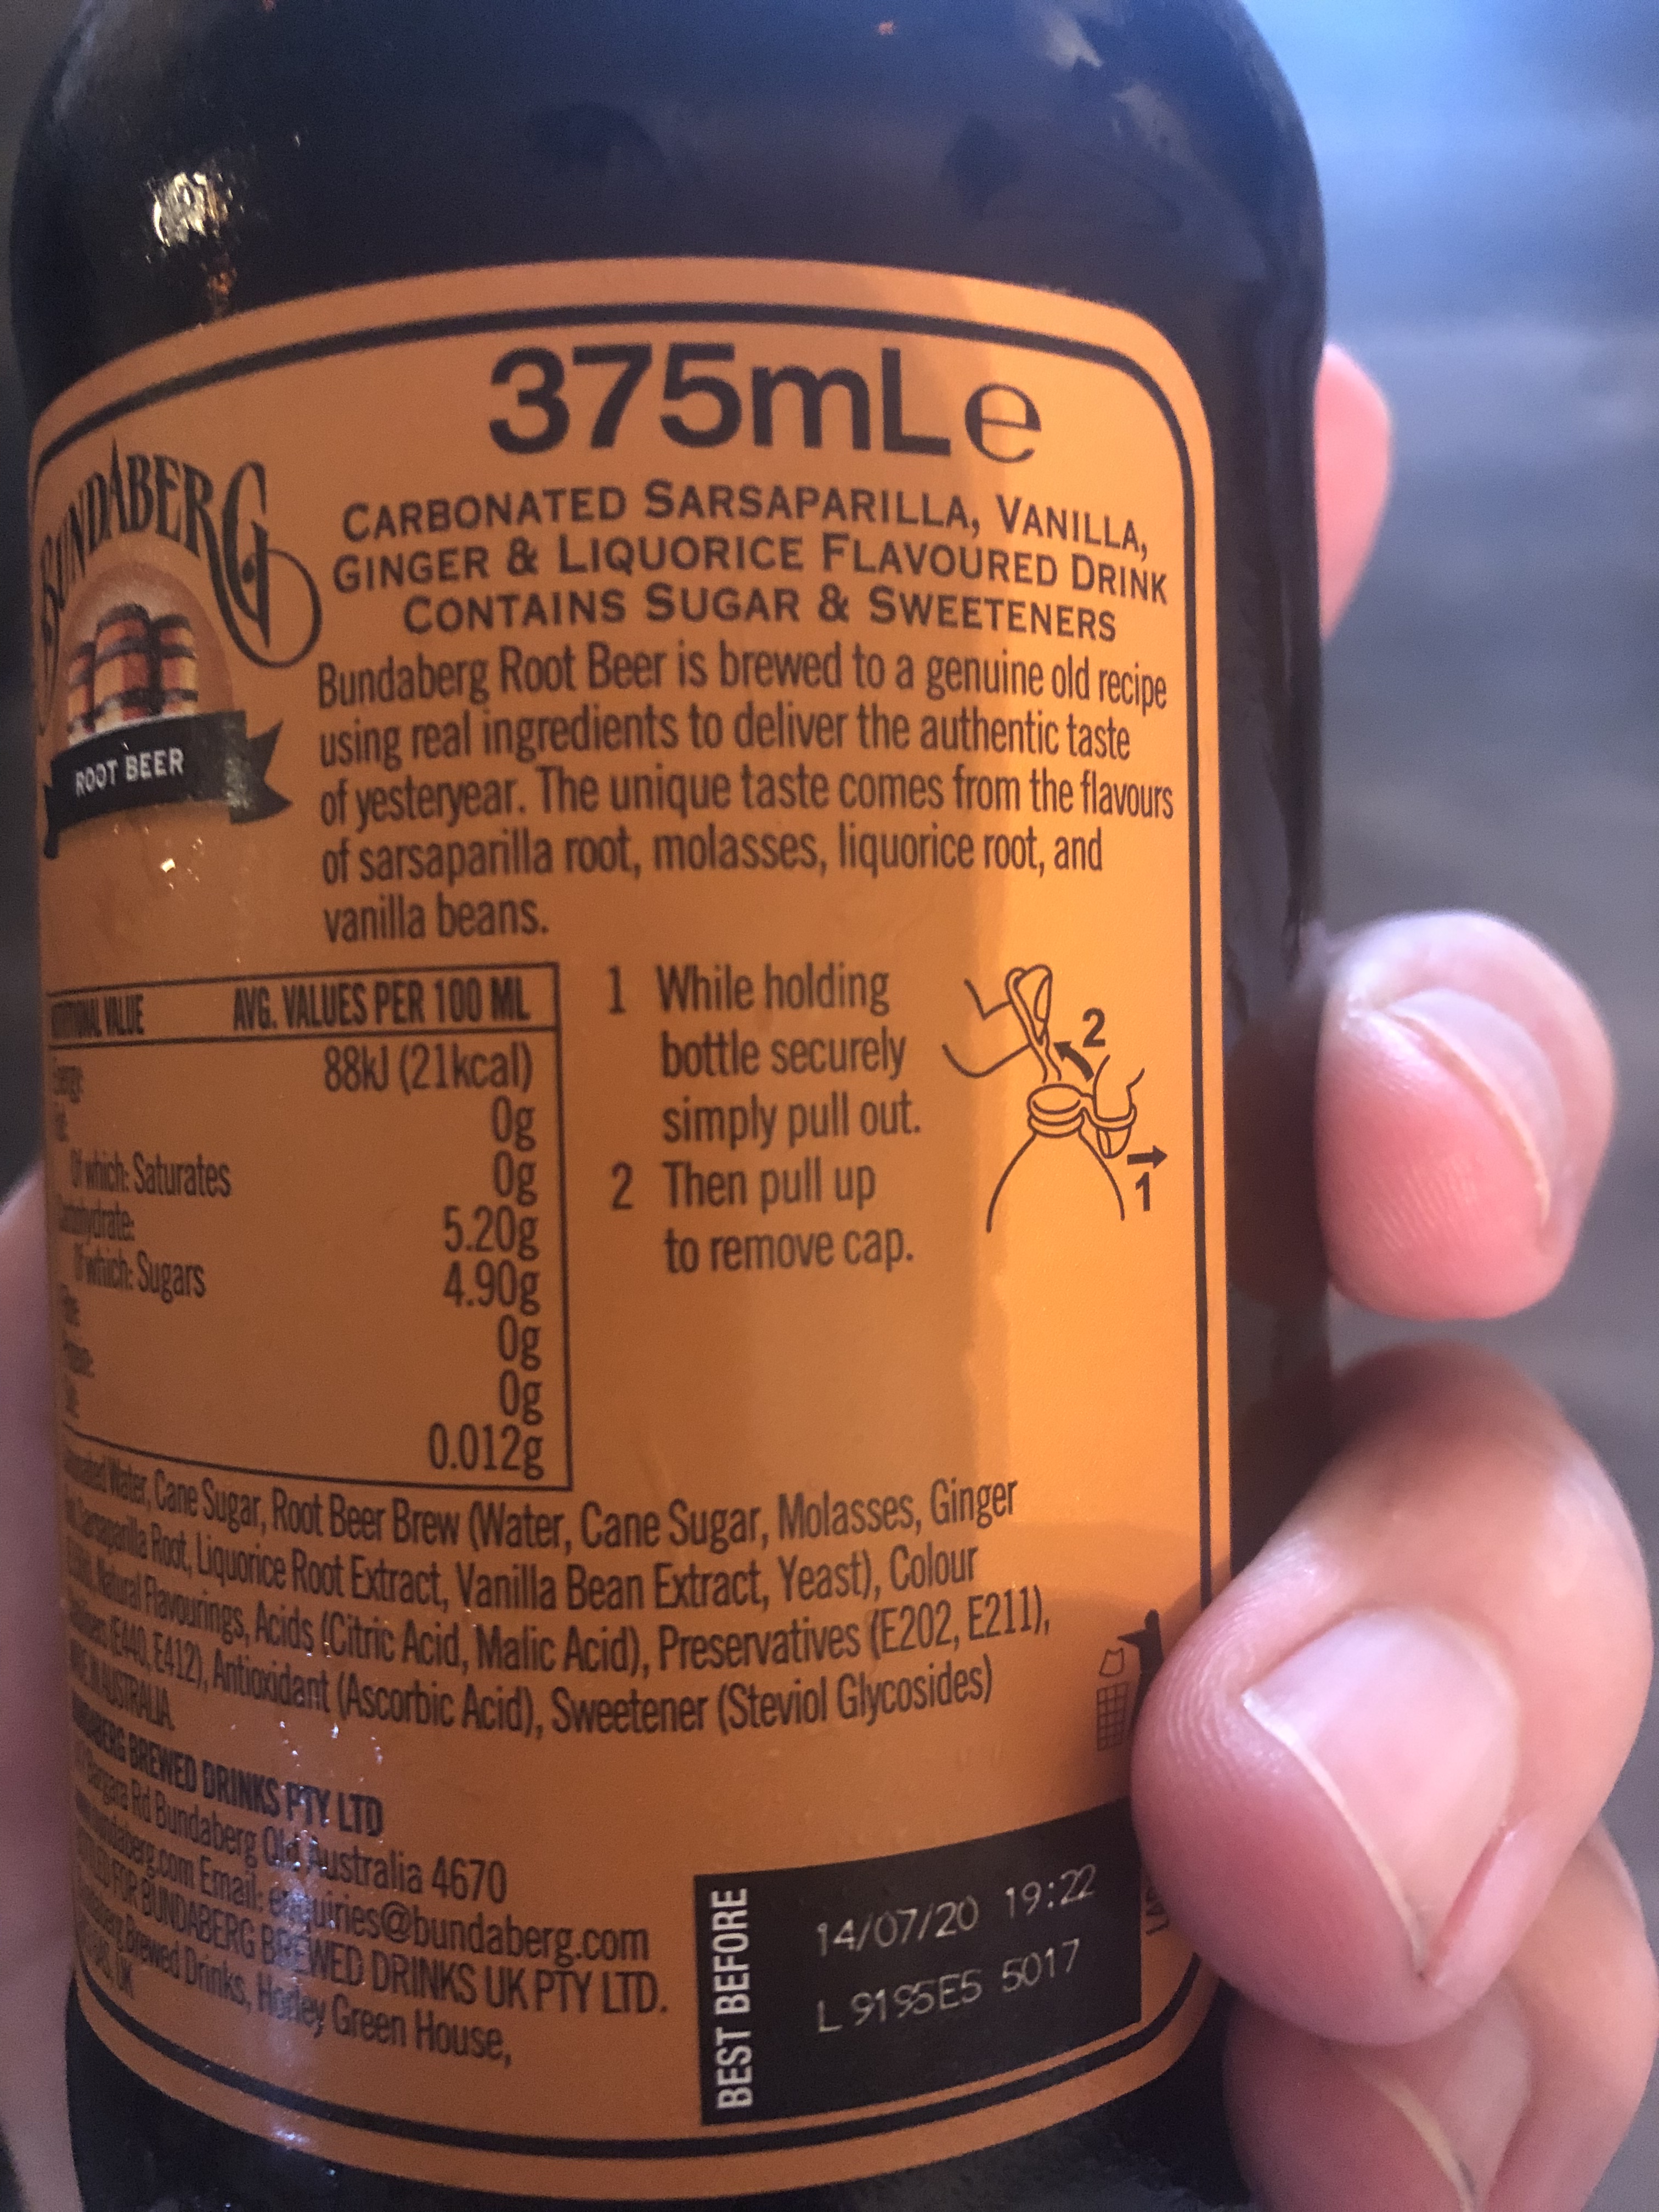 375mL e
BUNDABERG
ROOT BEER
CARBONATED SARSAPARILLA, VANILLA,
GINGER & LIQUORICE FLAVOURED DRINK
CONTAINS SUGAR & SWEETENERS
Bundaberg Root Beer is brewed to a genuine old recipe
using real ingredients to deliver the authentic taste
of yesteryear. The unique taste comes from the flavours
of sarsaparilla root, molasses, liquorice root, and
vanilla beans.
VALUE AVG. VALUES PER 100 ML
Energy 88kJ (21kcal)
0g
Of which: Saturates 0g
Carbohydrate: 5.20g
Of which: Sugars 4.90g
0g
0g
0.012g
1 While holding
bottle securely
simply pull out.
2 Then pull up
to remove cap.
2
1
Water, Cane Sugar, Root Beer Brew (Water, Cane Sugar, Molasses, Ginger
Sarsaparilla Root, Liquorice Root Extract, Vanilla Bean Extract, Yeast), Colour
Natural Flavourings, Acids (Citric Acid, Malic Acid), Preservatives (E202, E211),
(E440, E412), Antioxidant (Ascorbic Acid), Sweetener (Steviol Glycosides)
IN AUSTRALIA
BUNDABERG BREWED DRINKS PTY LTD
Bargara Rd Bundaberg Qld Australia 4670
Email: enquiries@bundaberg.com
FOR BUNDABERG BREWED DRINKS UK PTY LTD.
Brewed Drinks, Horley Green House,
UK
BEST BEFORE
14/07/20 19:22
L 9195E5 5017